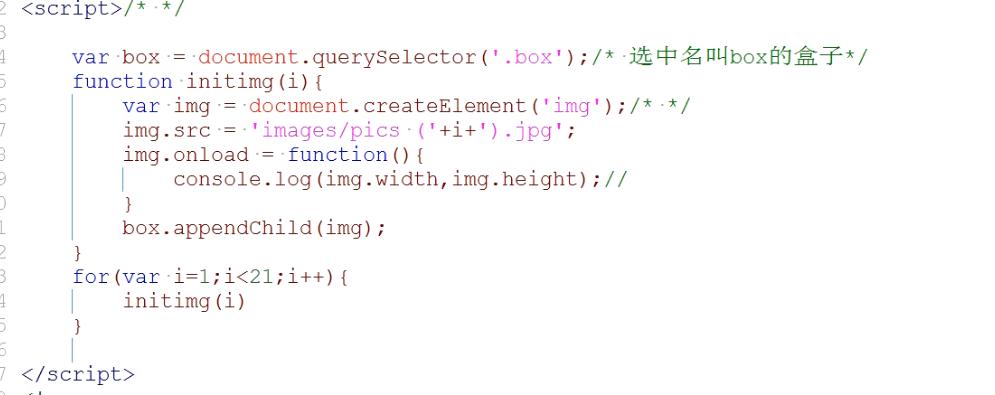 2 <script>/* */
3
4 var box = document.querySelector('.box');/* 选中名叫box的盒子*/
5 function initimg(i){
6 var img = document.createElement('img');/* */
7 img.src = 'images/pics ('+i+').jpg';
8 img.onload = function(){
9 console.log(img.width,img.height);//
0 }
1 box.appendChild(img);
2 }
3 for(var i=1;i<21;i++){
4 initimg(i)
5 }
6
7 </script>